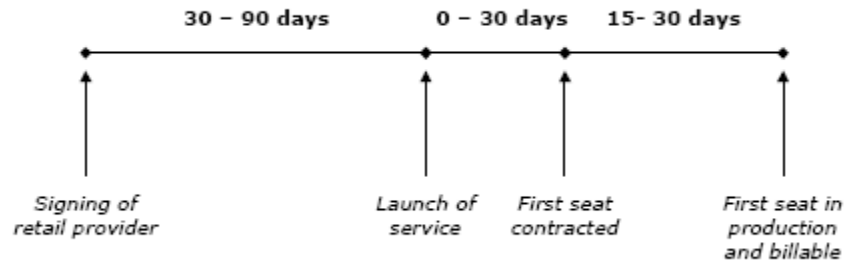 30 – 90 days
0 – 30 days
15- 30 days
Signing of
retail provider
Launch of
service
First seat
contracted
First seat in
production
and billable